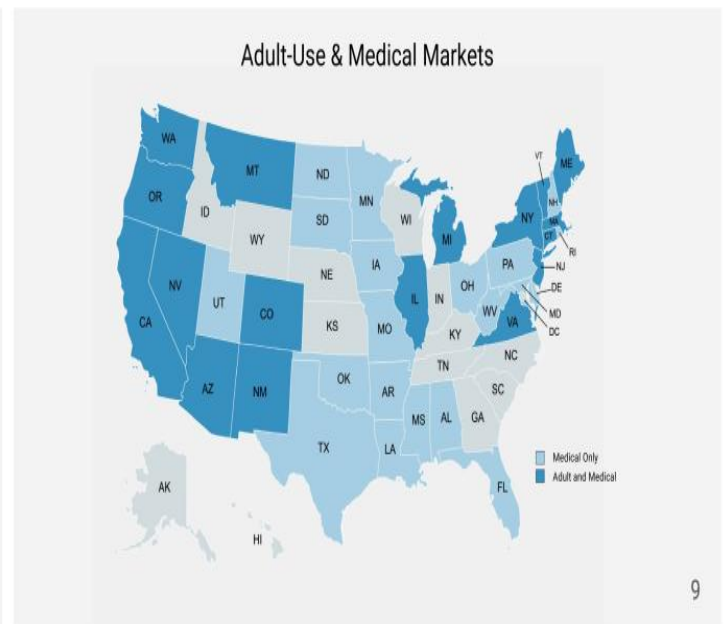 Adult-Use & Medical Markets
WA
MT
ND
MN
VT
ME
OR
ID
SD
WI
MI
NY
NH
MA
CT
RI
WY
IA
PA
NJ
NV
UT
NE
IL
IN
OH
DE
CA
CO
KS
MO
WV
VA
MD
DC
KY
NC
TN
AZ
NM
OK
AR
SC
MS
AL
GA
TX
LA
FL
Medical Only
Adult and Medical
AK
HI
9